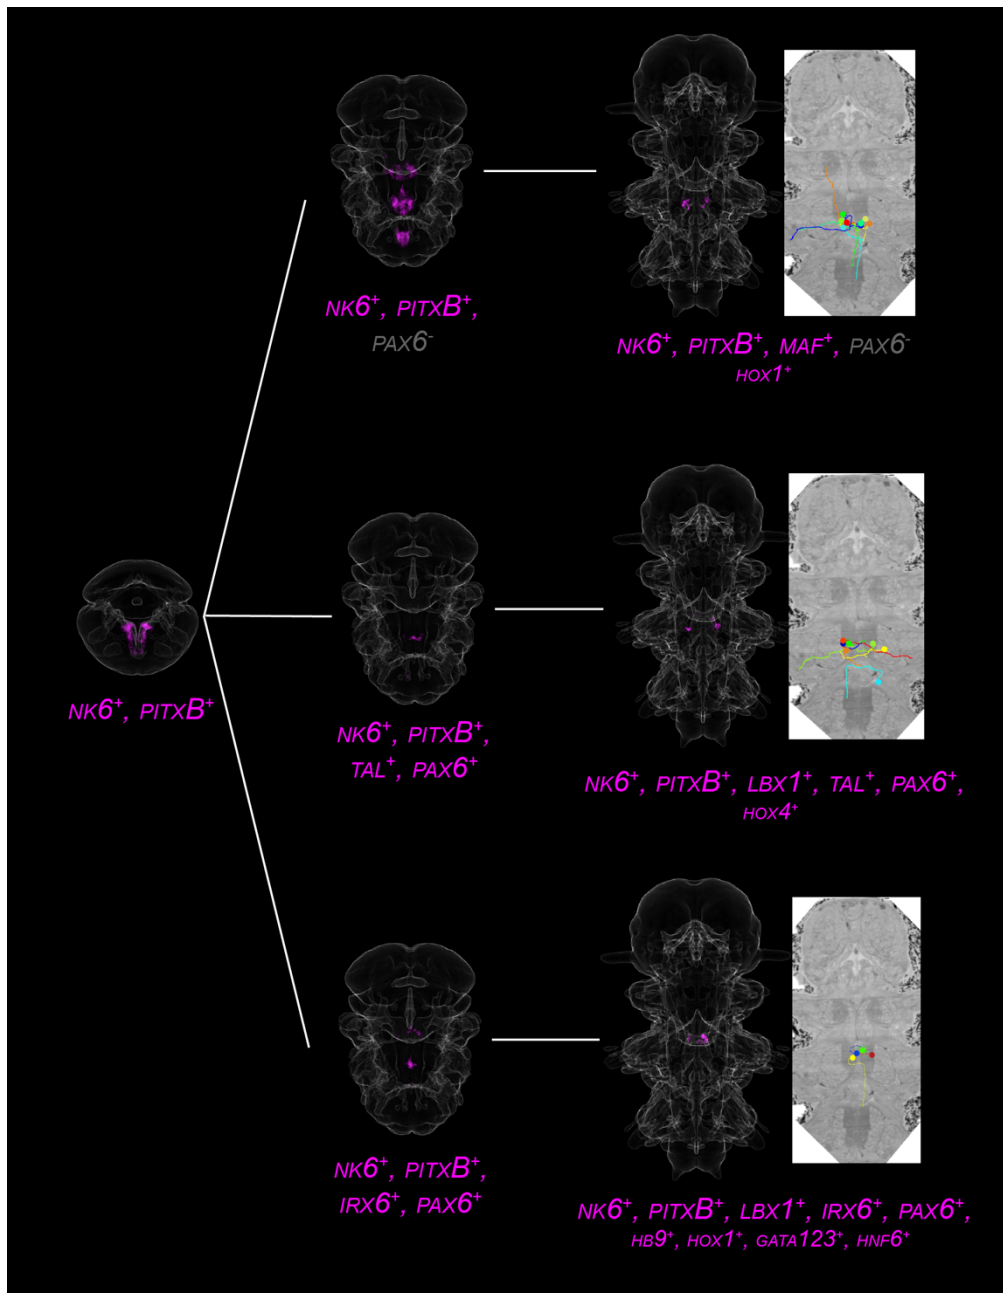 NK6⁺, PITXB⁺,
PAX6⁻
NK6⁺, PITXB⁺, MAF⁺, PAX6⁻
HOX1⁺
NK6⁺, PITXB⁺
NK6⁺, PITXB⁺,
TAL⁺, PAX6⁺
NK6⁺, PITXB⁺, LBX1⁺, TAL⁺, PAX6⁺,
HOX4⁺
NK6⁺, PITXB⁺,
IRX6⁺, PAX6⁺
NK6⁺, PITXB⁺, LBX1⁺, IRX6⁺, PAX6⁺,
HB9⁺, HOX1⁺, GATA123⁺, HNF6⁺